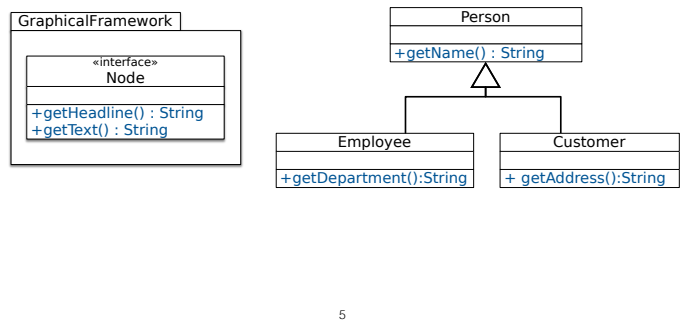 GraphicalFramework
«interface»
Node
+getHeadline() : String
+getText() : String
Person
+getName() : String
Employee
+getDepartment():String
Customer
+ getAddress():String
5